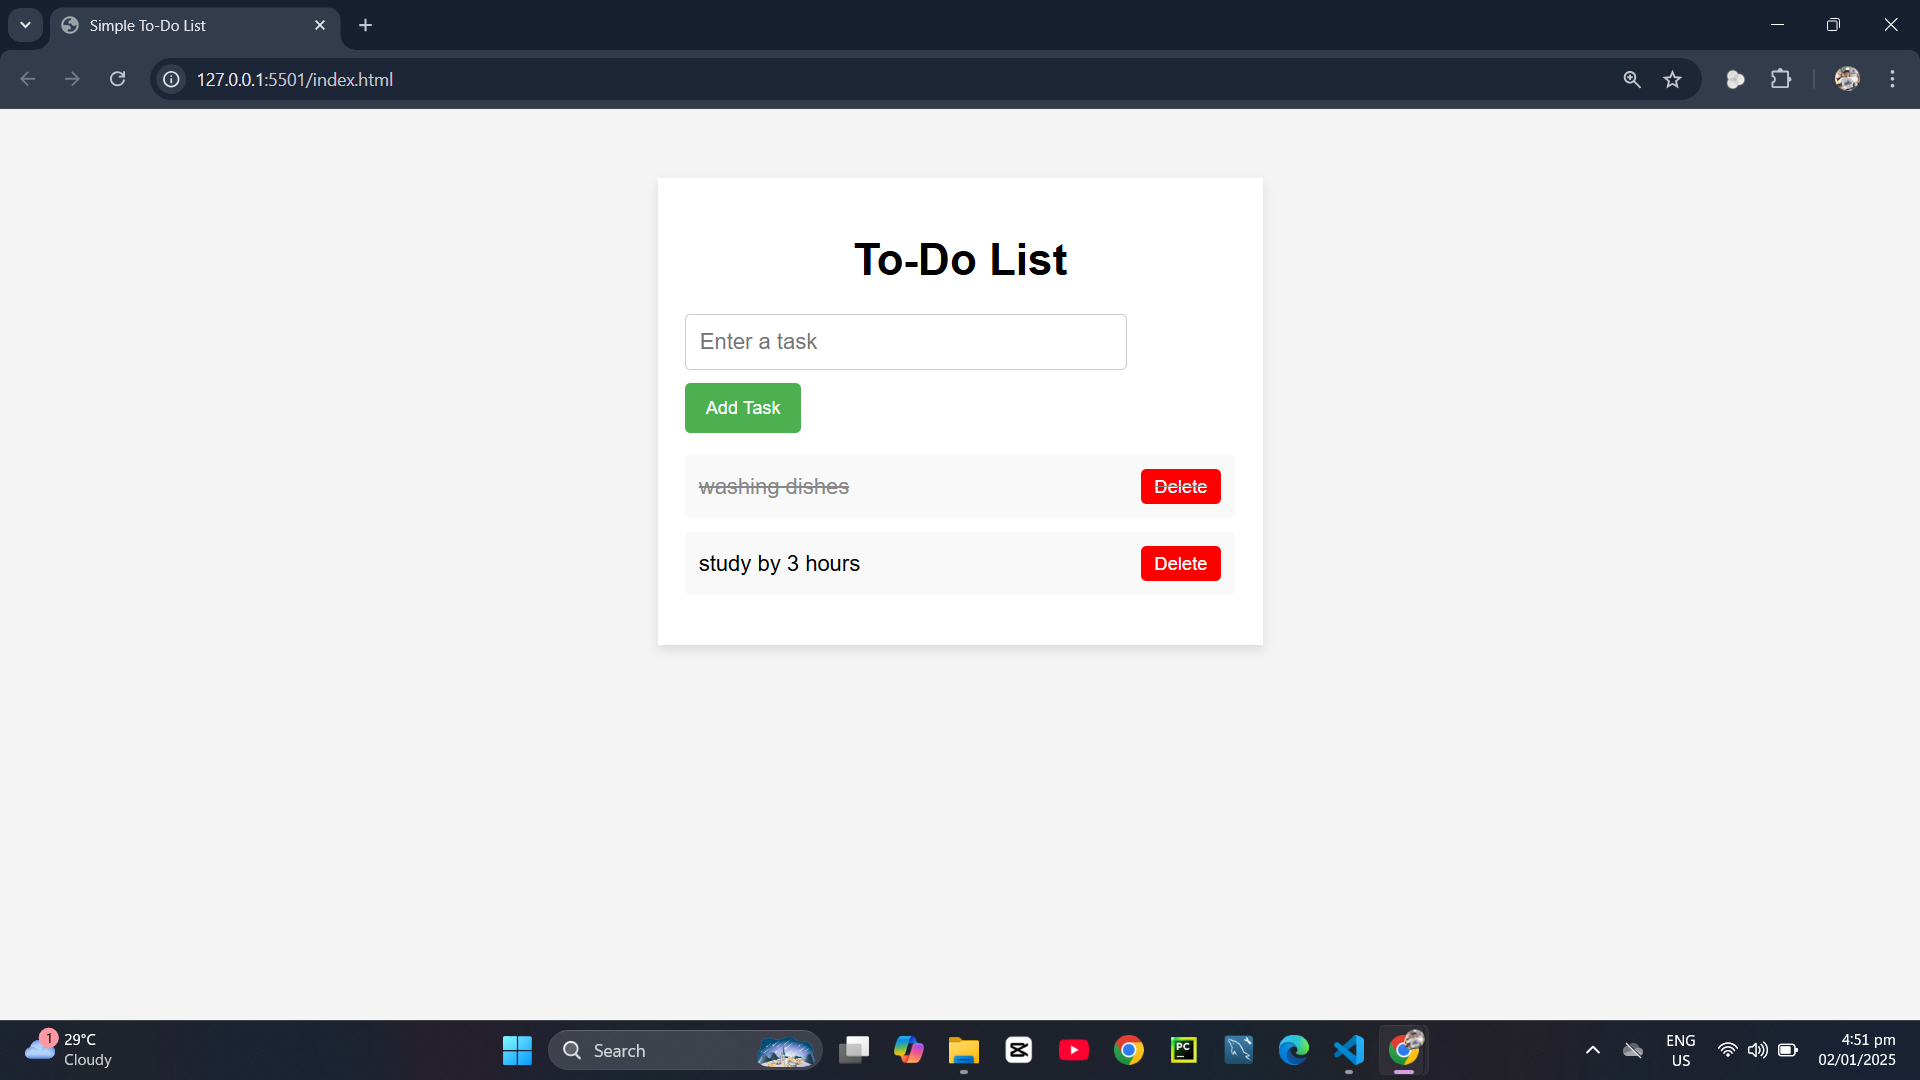 Simple To-Do List
127.0.0.1:5501/index.html
To-Do List
Enter a task
Add Task
washing dishes
Delete
study by 3 hours
Delete
1
29°C
Cloudy
Search
PC
ENG
US
4:51 pm
02/01/2025